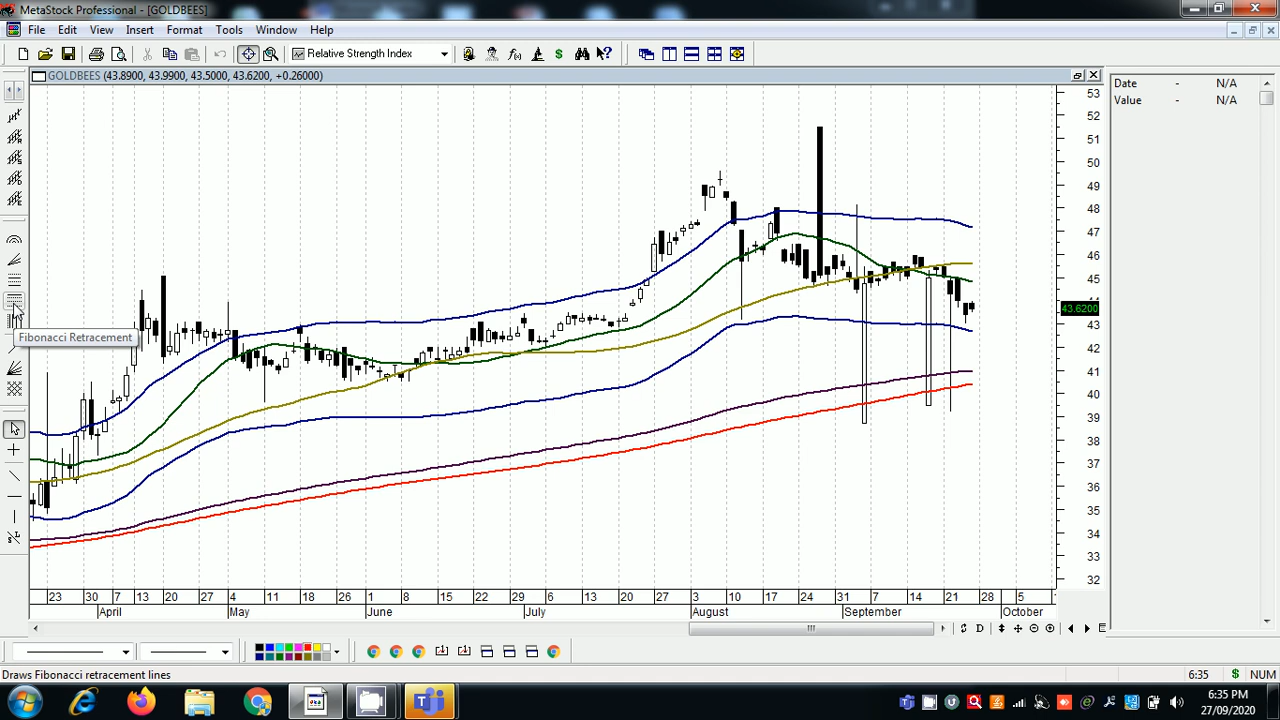 MetaStock Professional - [GOLDBEES]
File Edit View Insert Format Tools Window Help
Relative Strength Index
GOLDBEES (43.8900, 43.9900, 43.5000, 43.6200, +0.26000)
Date - N/A
Value - N/A
53
52
51
50
49
48
47
46
45
44
43.6200
43
42
41
40
39
38
37
36
35
34
33
32
Fibonacci Retracement
23 30 7 13 20 27 4 11 18 26 1 8 15 22 29 6 13 20 27 3 10 17 24 31 7 14 21 28 5
April May June July August September October
D
Draws Fibonacci retracement lines
6:35 $ NUM
6:35 PM
27/09/2020